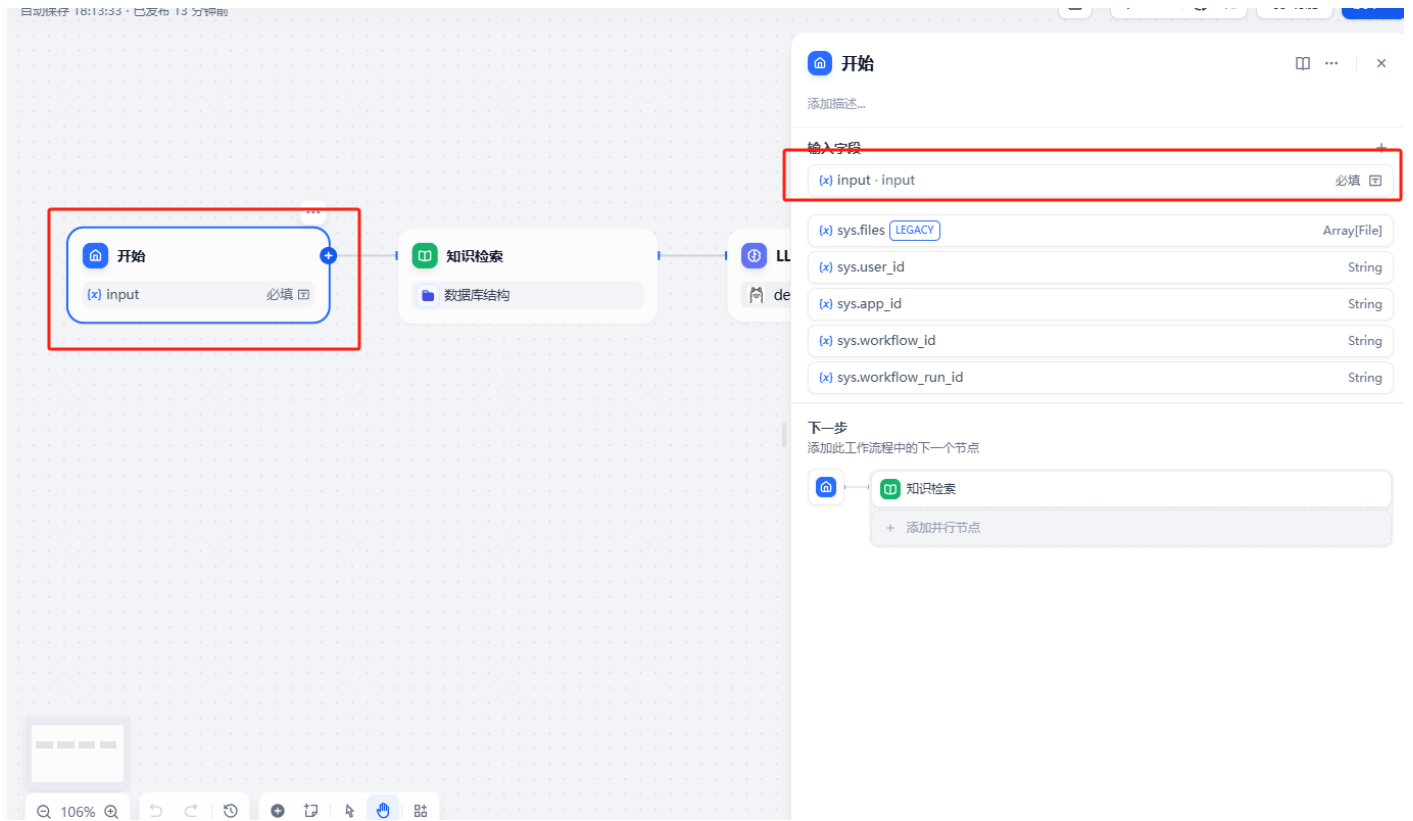 自动保存 18:13:33 · 已发布 13 分钟前
开始
添加描述...
输入字段
+
{x} input · input 必填
{x} sys.files LEGACY Array[File]
{x} sys.user_id String
{x} sys.app_id String
{x} sys.workflow_id String
{x} sys.workflow_run_id String
下一步
添加此工作流程中的下一个节点
知识检索
+ 添加并行节点
开始
{x} input 必填
知识检索
数据库结构
LL
de
106%